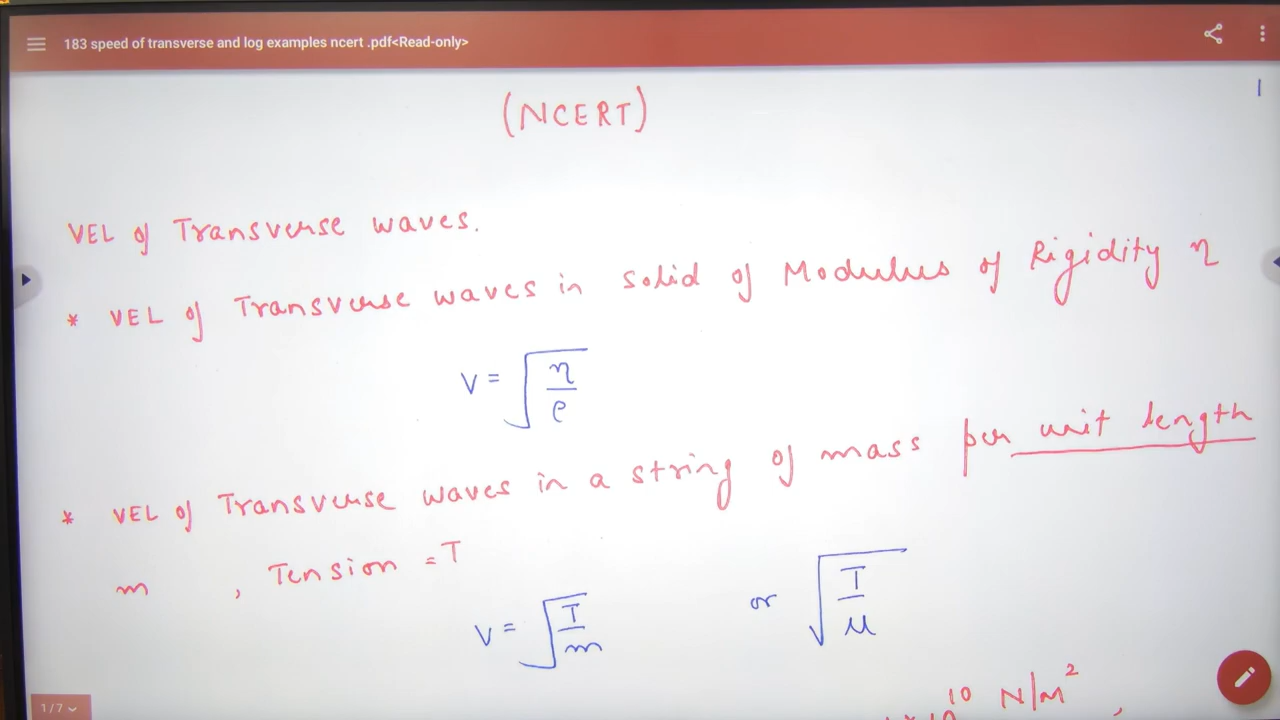 183 speed of transverse and log examples ncert .pdf<Read-only>
1
(NCERT)
VEL of Transverse waves.
* VEL of Transverse waves in solid of Modulus of Rigidity η
V = √(η/ρ)
* VEL of Transverse waves in a string of mass per unit length
m , Tension = T
V = √(T/m) or √(T/μ)
10¹⁰ N/M² ,
1/7